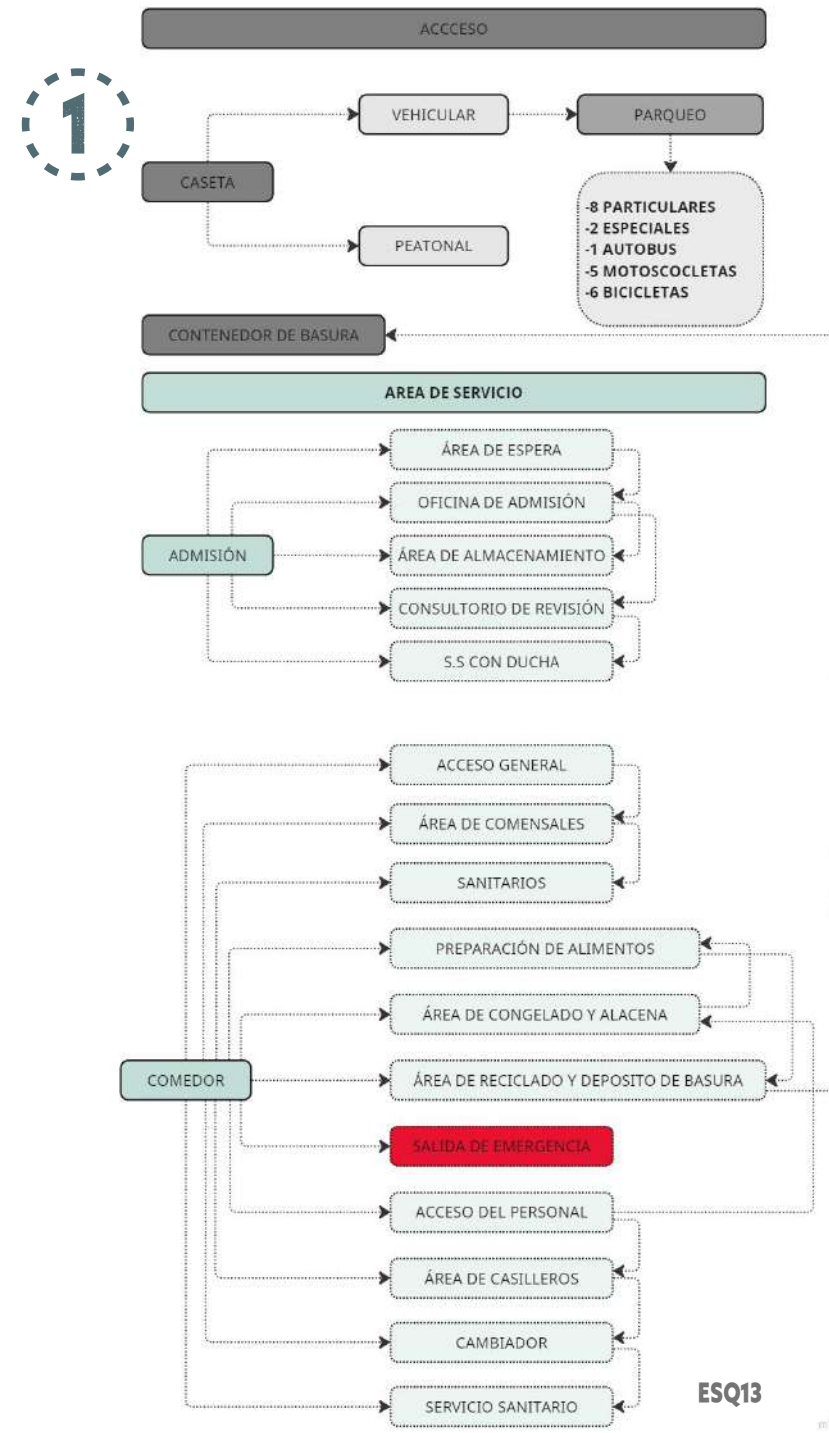 ACCCESO
1
VEHICULAR
PARQUEO
CASETA
PEATONAL
-8 PARTICULARES
-2 ESPECIALES
-1 AUTOBUS
-5 MOTOSCOCLETAS
-6 BICICLETAS
CONTENEDOR DE BASURA
AREA DE SERVICIO
ÁREA DE ESPERA
OFICINA DE ADMISIÓN
ADMISIÓN
ÁREA DE ALMACENAMIENTO
CONSULTORIO DE REVISIÓN
S.S CON DUCHA
ACCESO GENERAL
ÁREA DE COMENSALES
SANITARIOS
PREPARACIÓN DE ALIMENTOS
ÁREA DE CONGELADO Y ALACENA
COMEDOR
ÁREA DE RECICLADO Y DEPOSITO DE BASURA
SALIDA DE EMERGENCIA
ACCESO DEL PERSONAL
ÁREA DE CASILLEROS
CAMBIADOR
SERVICIO SANITARIO
ESQ13